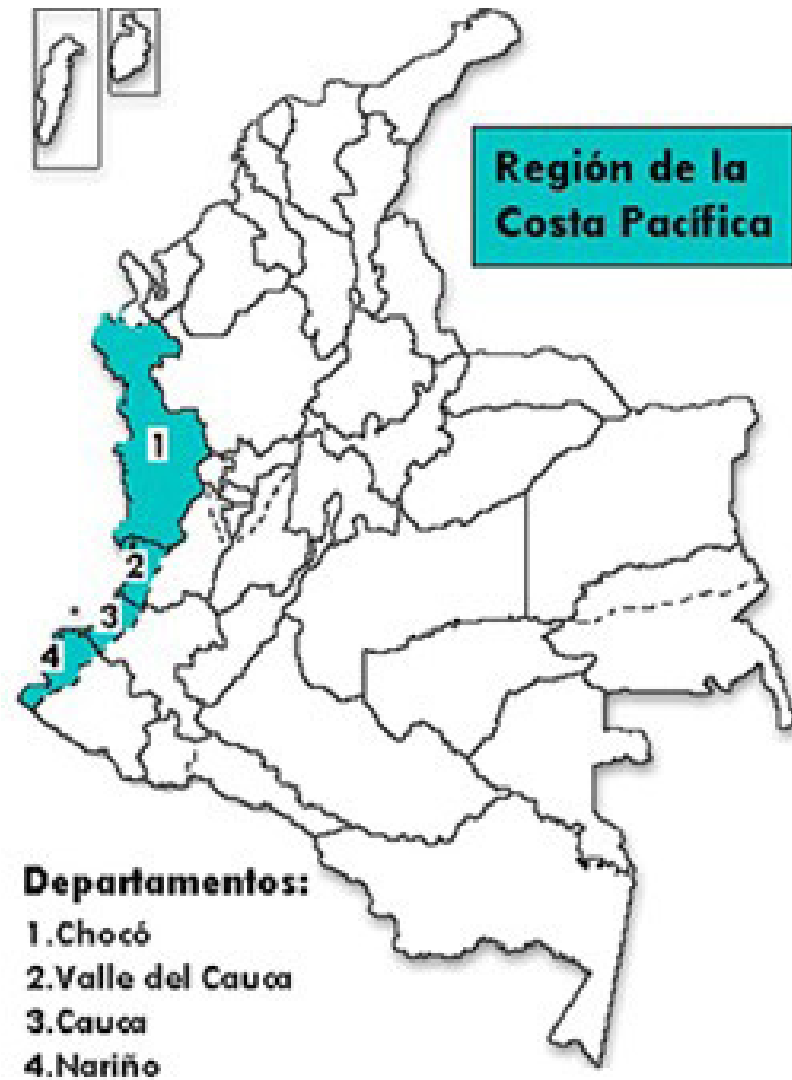 Región de la
Costa Pacífica
1
2
3
4
Departamentos:
1.Chocó
2.Valle del Cauca
3.Cauca
4.Nariño